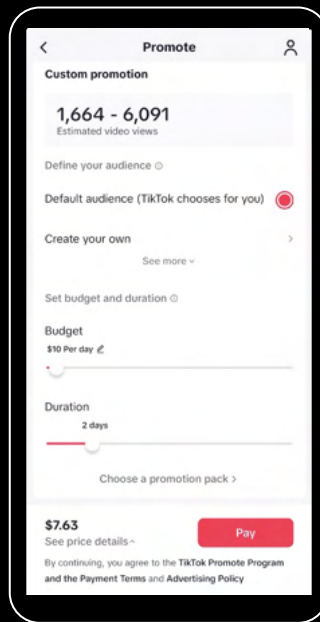 Promote
Custom promotion
1,664 - 6,091
Estimated video views
Define your audience
Default audience (TikTok chooses for you)
Create your own
See more
Set budget and duration
Budget
$10 Per day
Duration
2 days
Choose a promotion pack >
$7.63
See price details
Pay
By continuing, you agree to the TikTok Promote Program
and the Payment Terms and Advertising Policy